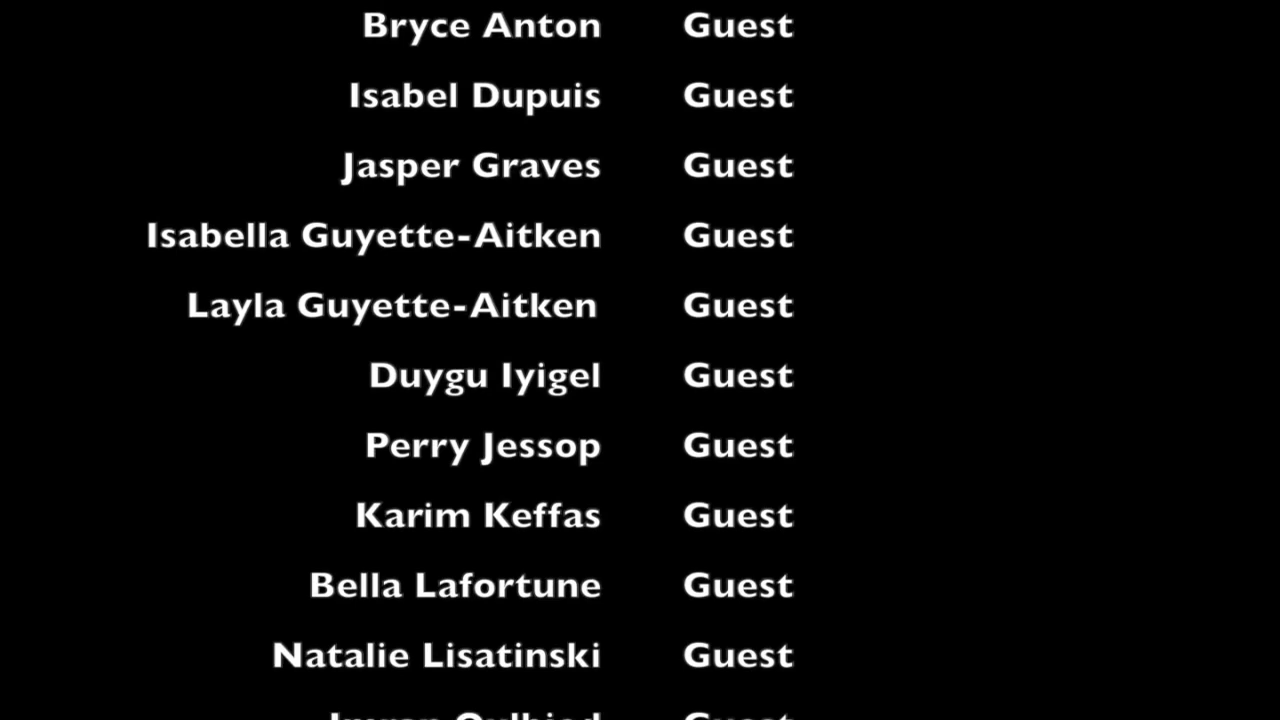 Bryce Anton Guest
Isabel Dupuis Guest
Jasper Graves Guest
Isabella Guyette-Aitken Guest
Layla Guyette-Aitken Guest
Duygu Iyigel Guest
Perry Jessop Guest
Karim Keffas Guest
Bella Lafortune Guest
Natalie Lisatinski Guest
Guest